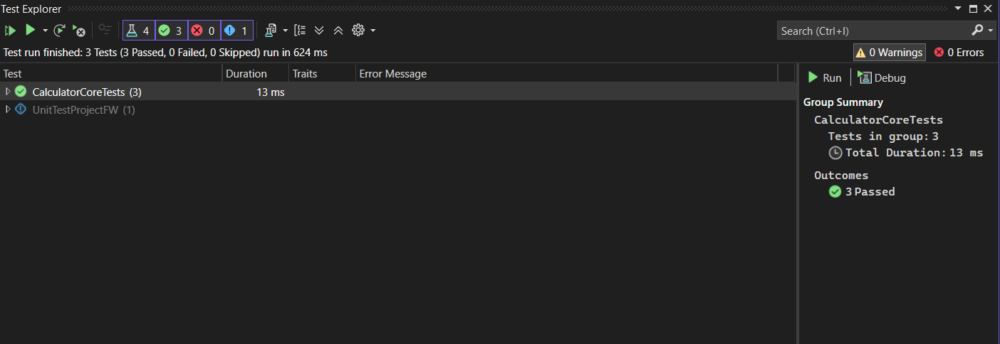 Test Explorer
4 3 0 1 Search (Ctrl+I)
Test run finished: 3 Tests (3 Passed, 0 Failed, 0 Skipped) run in 624 ms 0 Warnings 0 Errors
Test Duration Traits Error Message
CalculatorCoreTests (3) 13 ms
UnitTestProjectFW (1)
Run Debug
Group Summary
CalculatorCoreTests
Tests in group: 3
Total Duration: 13 ms
Outcomes
3 Passed